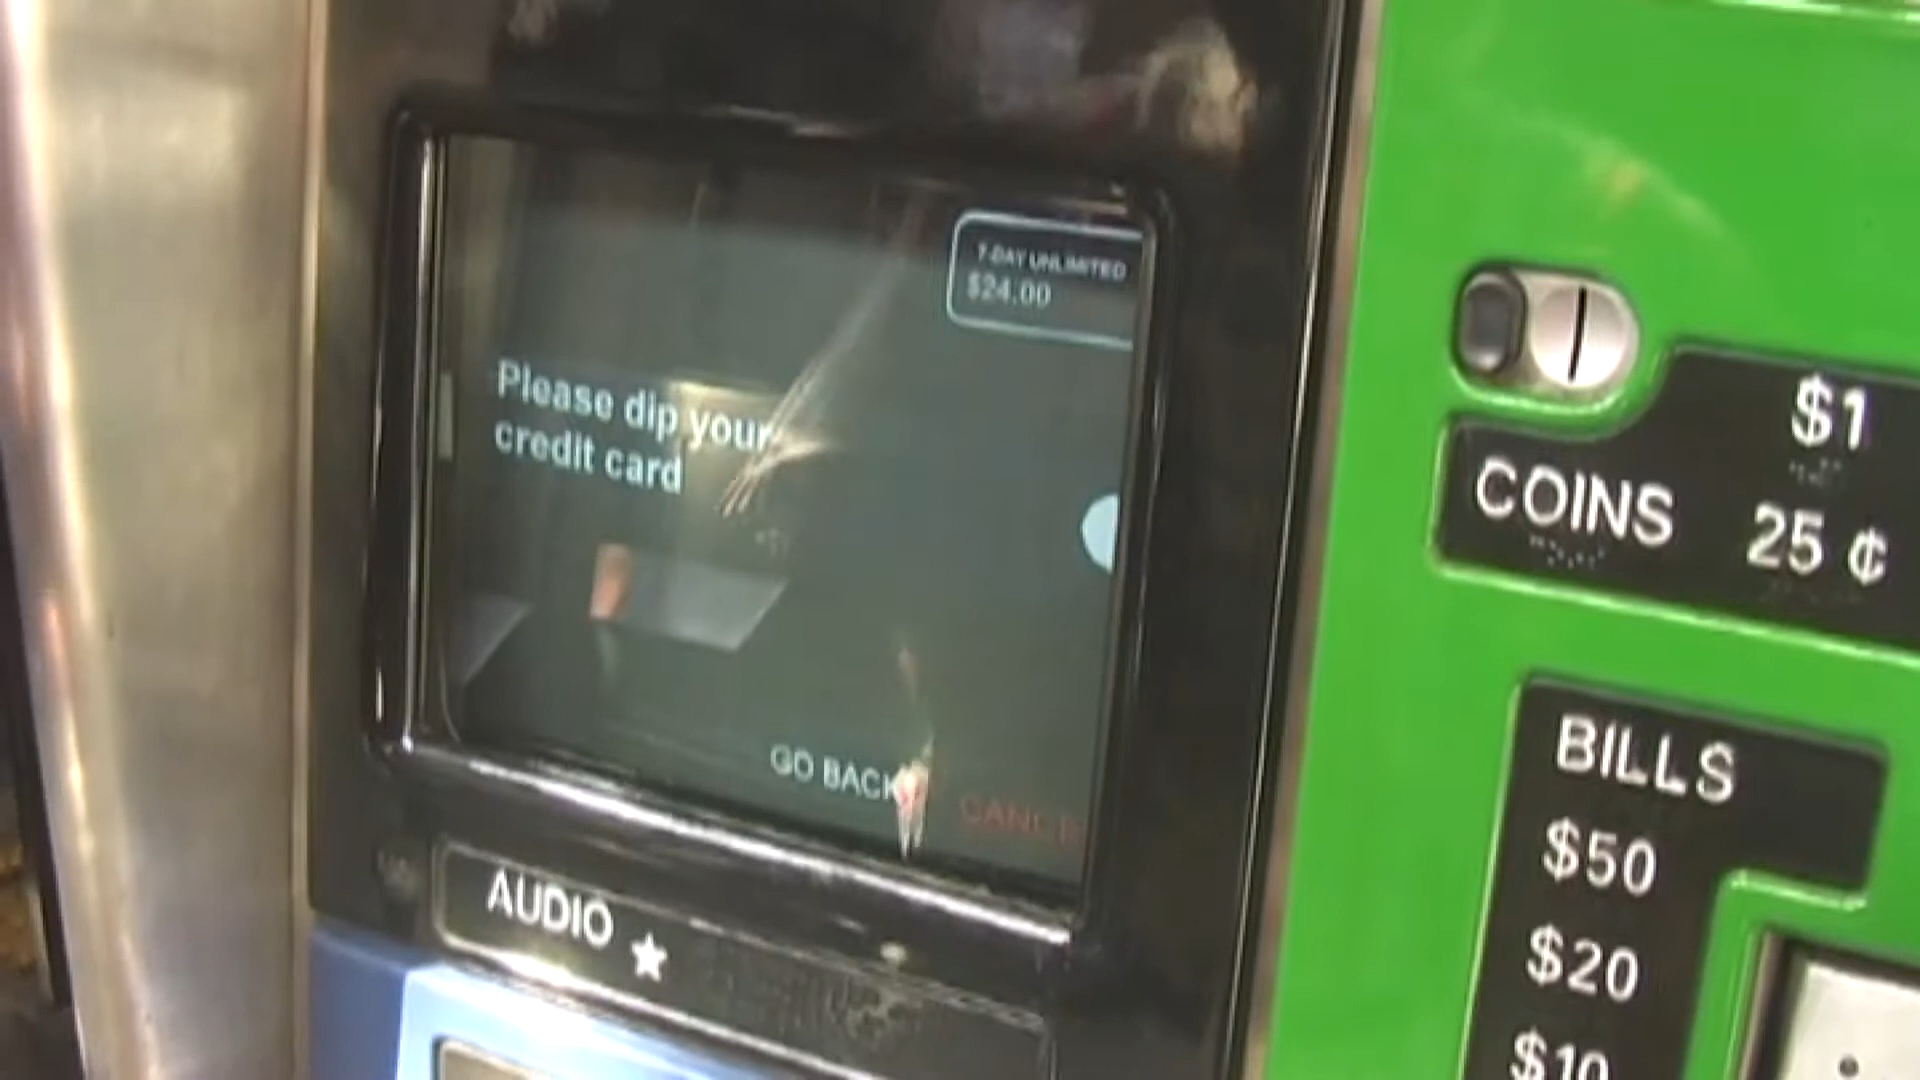 7-DAY UNLIMITED
$24.00
Please dip your
credit card
GO BACK
CANCE
AUDIO
$1
COINS
25 ¢
BILLS
$50
$20
$10